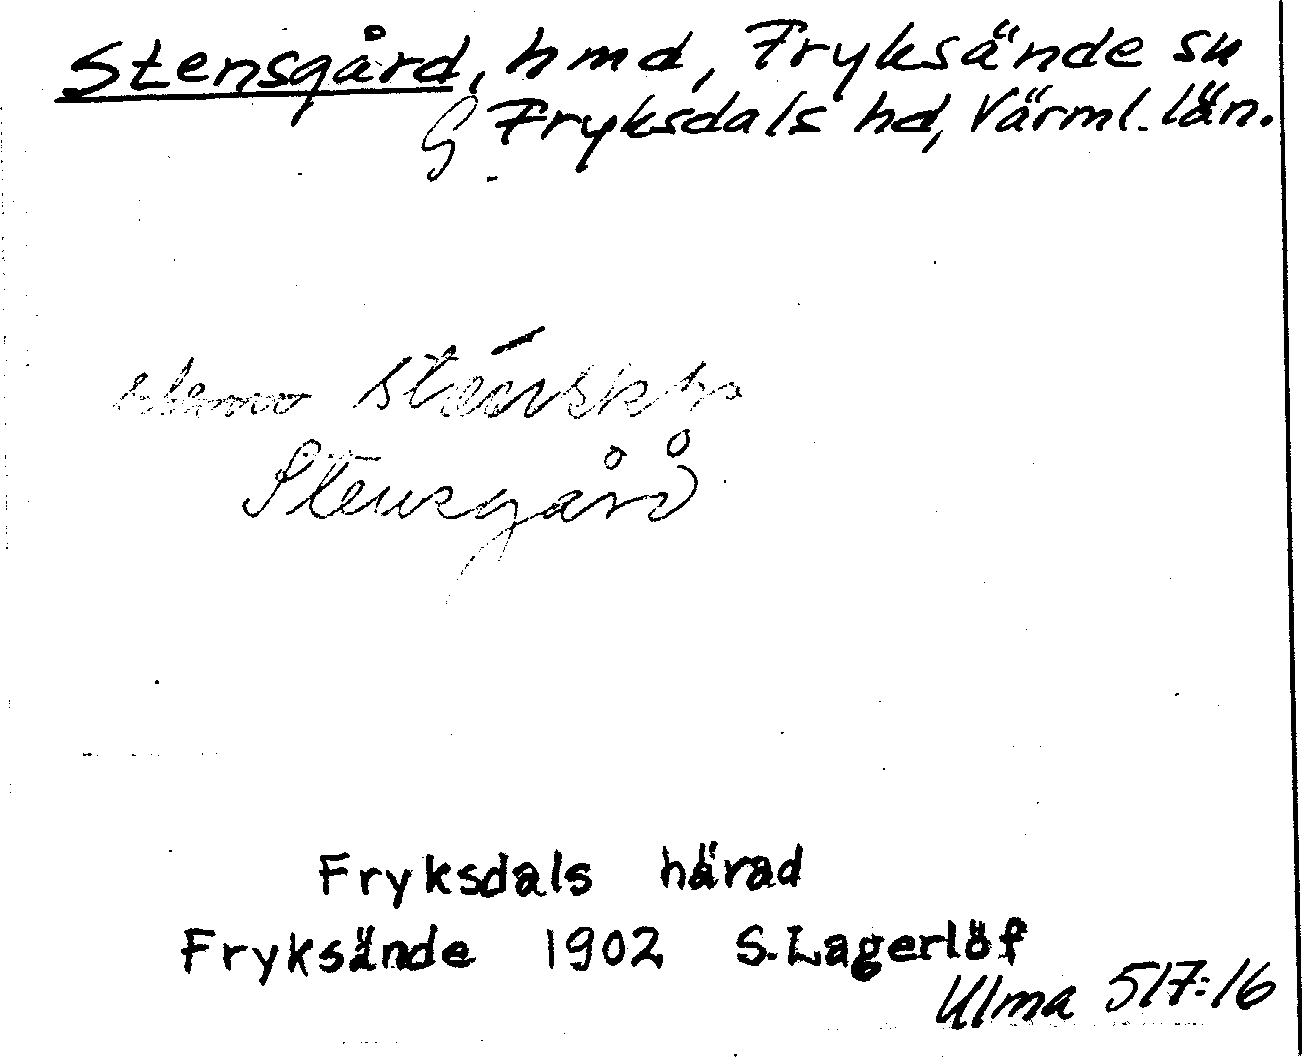 Stensgård, hmd, Fryksände sn
G Fryksdals hd, Värml. län.
Stensgård
Fryksdals härad
Fryksände 1902 S. Lagerlöf
Ulma 517:16